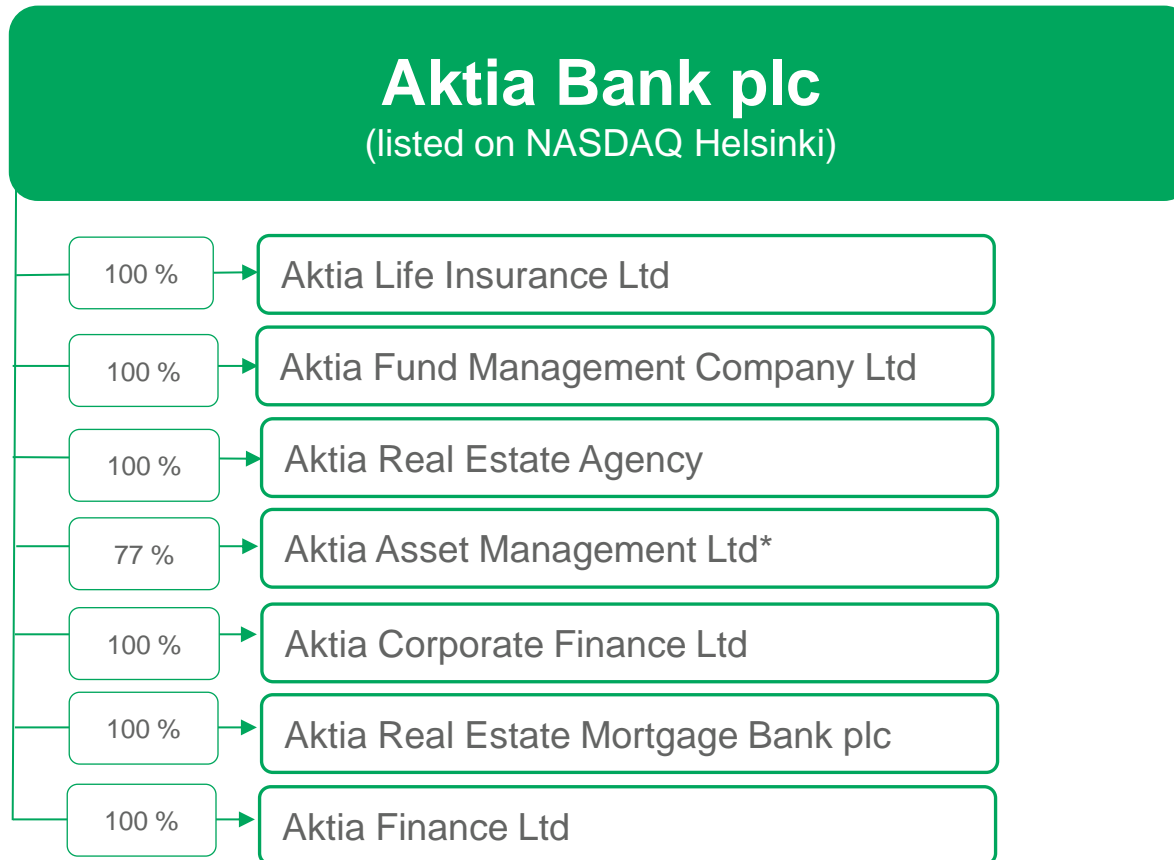 Aktia Bank plc
(listed on NASDAQ Helsinki)
100 %
Aktia Life Insurance Ltd
100 %
Aktia Fund Management Company Ltd
100 %
Aktia Real Estate Agency
77 %
Aktia Asset Management Ltd*
100 %
Aktia Corporate Finance Ltd
100 %
Aktia Real Estate Mortgage Bank plc
100 %
Aktia Finance Ltd